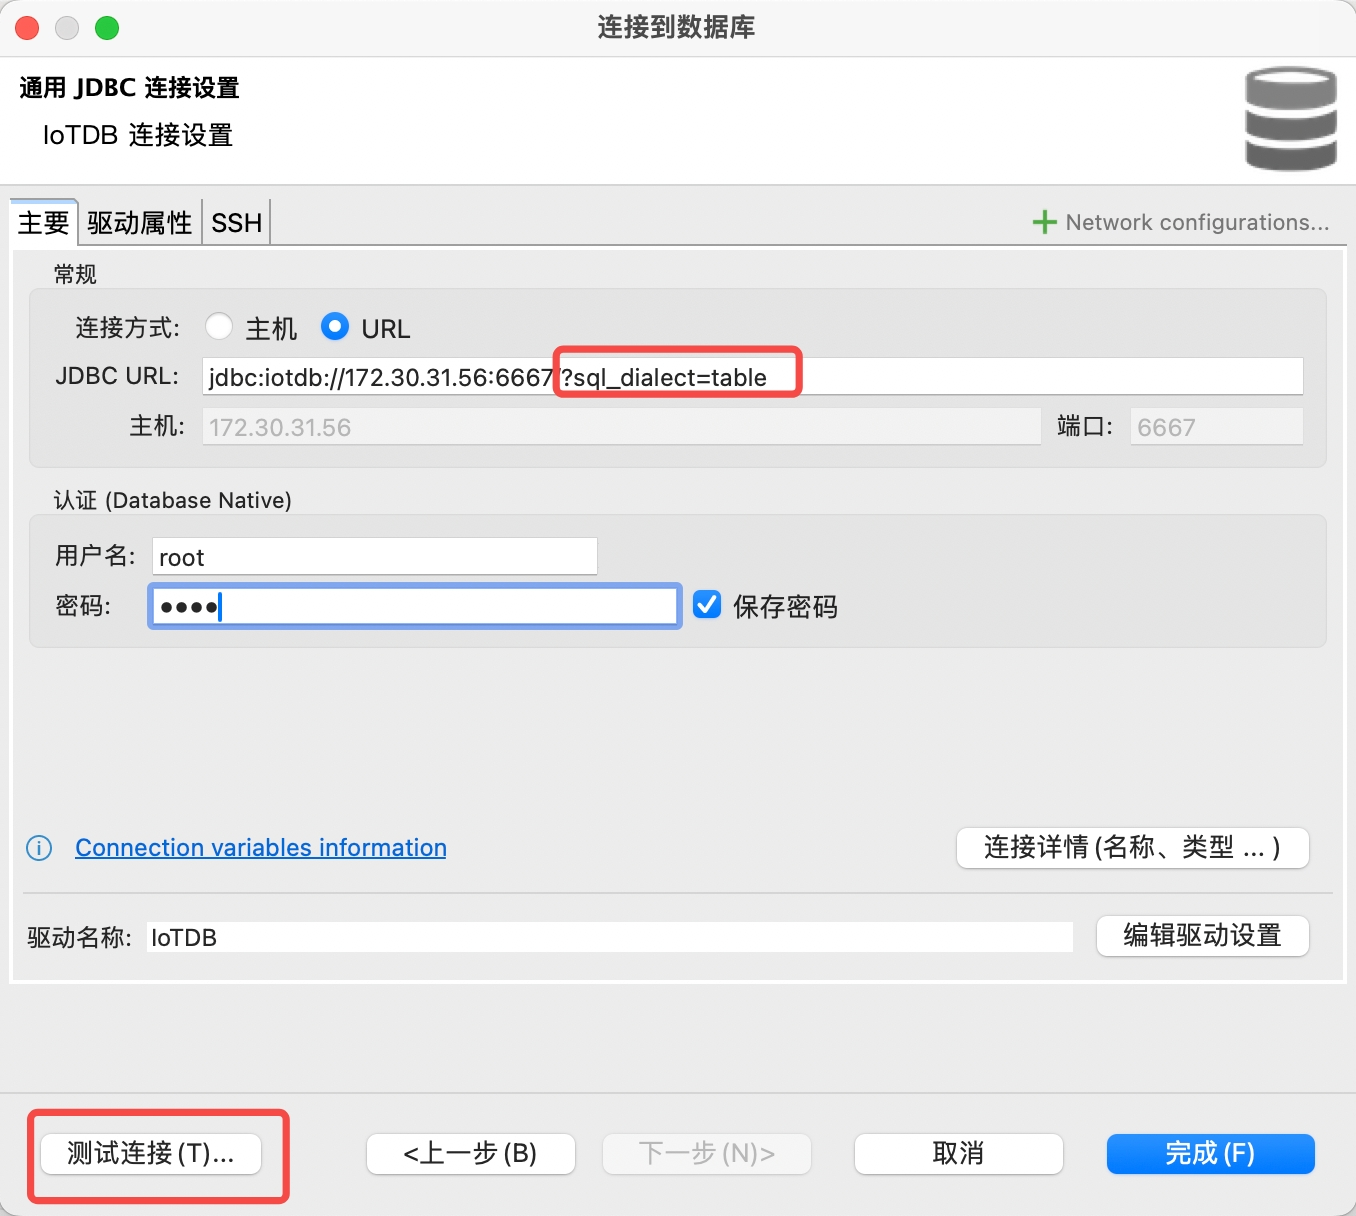 连接到数据库
通用 JDBC 连接设置
IoTDB 连接设置
主要 驱动属性 SSH Network configurations...
常规
连接方式: 主机 URL
JDBC URL: jdbc:iotdb://172.30.31.56:6667/?sql_dialect=table
主机: 172.30.31.56 端口: 6667
认证 (Database Native)
用户名: root
密码: •••• 保存密码
Connection variables information 连接详情(名称、类型 ... )
驱动名称: IoTDB 编辑驱动设置
测试连接(T)... <上一步(B) 下一步(N)> 取消 完成(F)